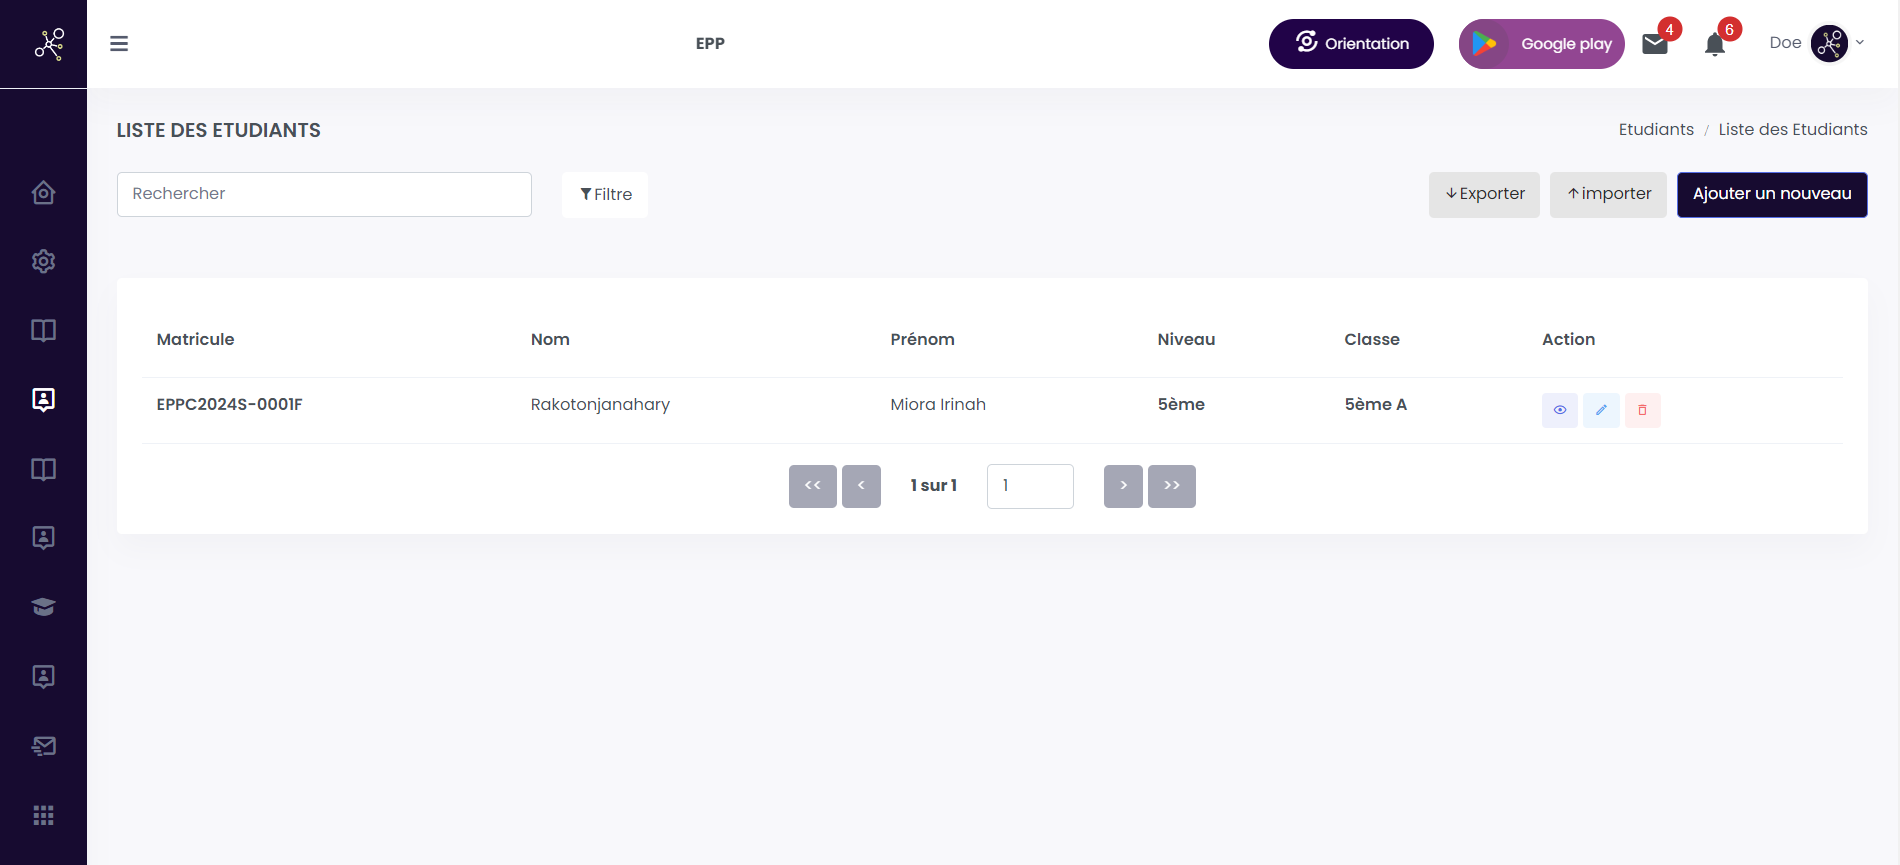 EPP
Orientation
Google play
4
6
Doe
LISTE DES ETUDIANTS
Etudiants / Liste des Etudiants
Rechercher
Filtre
Exporter
importer
Ajouter un nouveau
Matricule Nom Prénom Niveau Classe Action
EPPC2024S-0001F Rakotonjanahary Miora Irinah 5ème 5ème A
<< < 1 sur 1 1 > >>